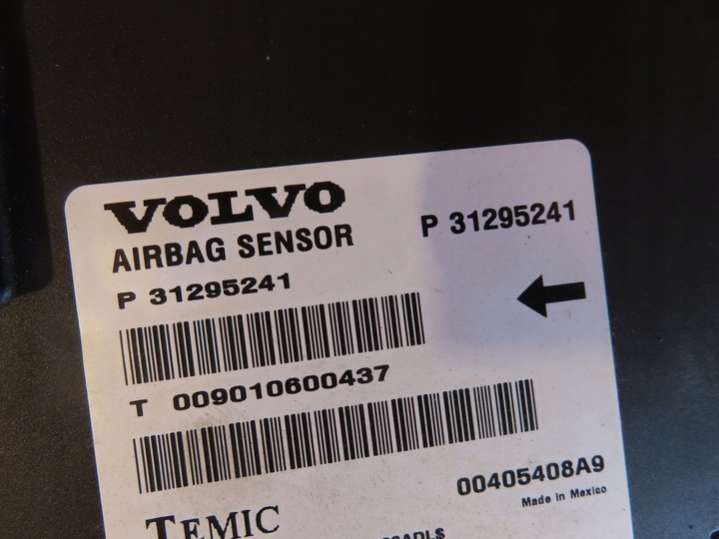 VOLVO
AIRBAG SENSOR
P 31295241
P 31295241
T 009010600437
00405408A9
Made in Mexico
TEMIC